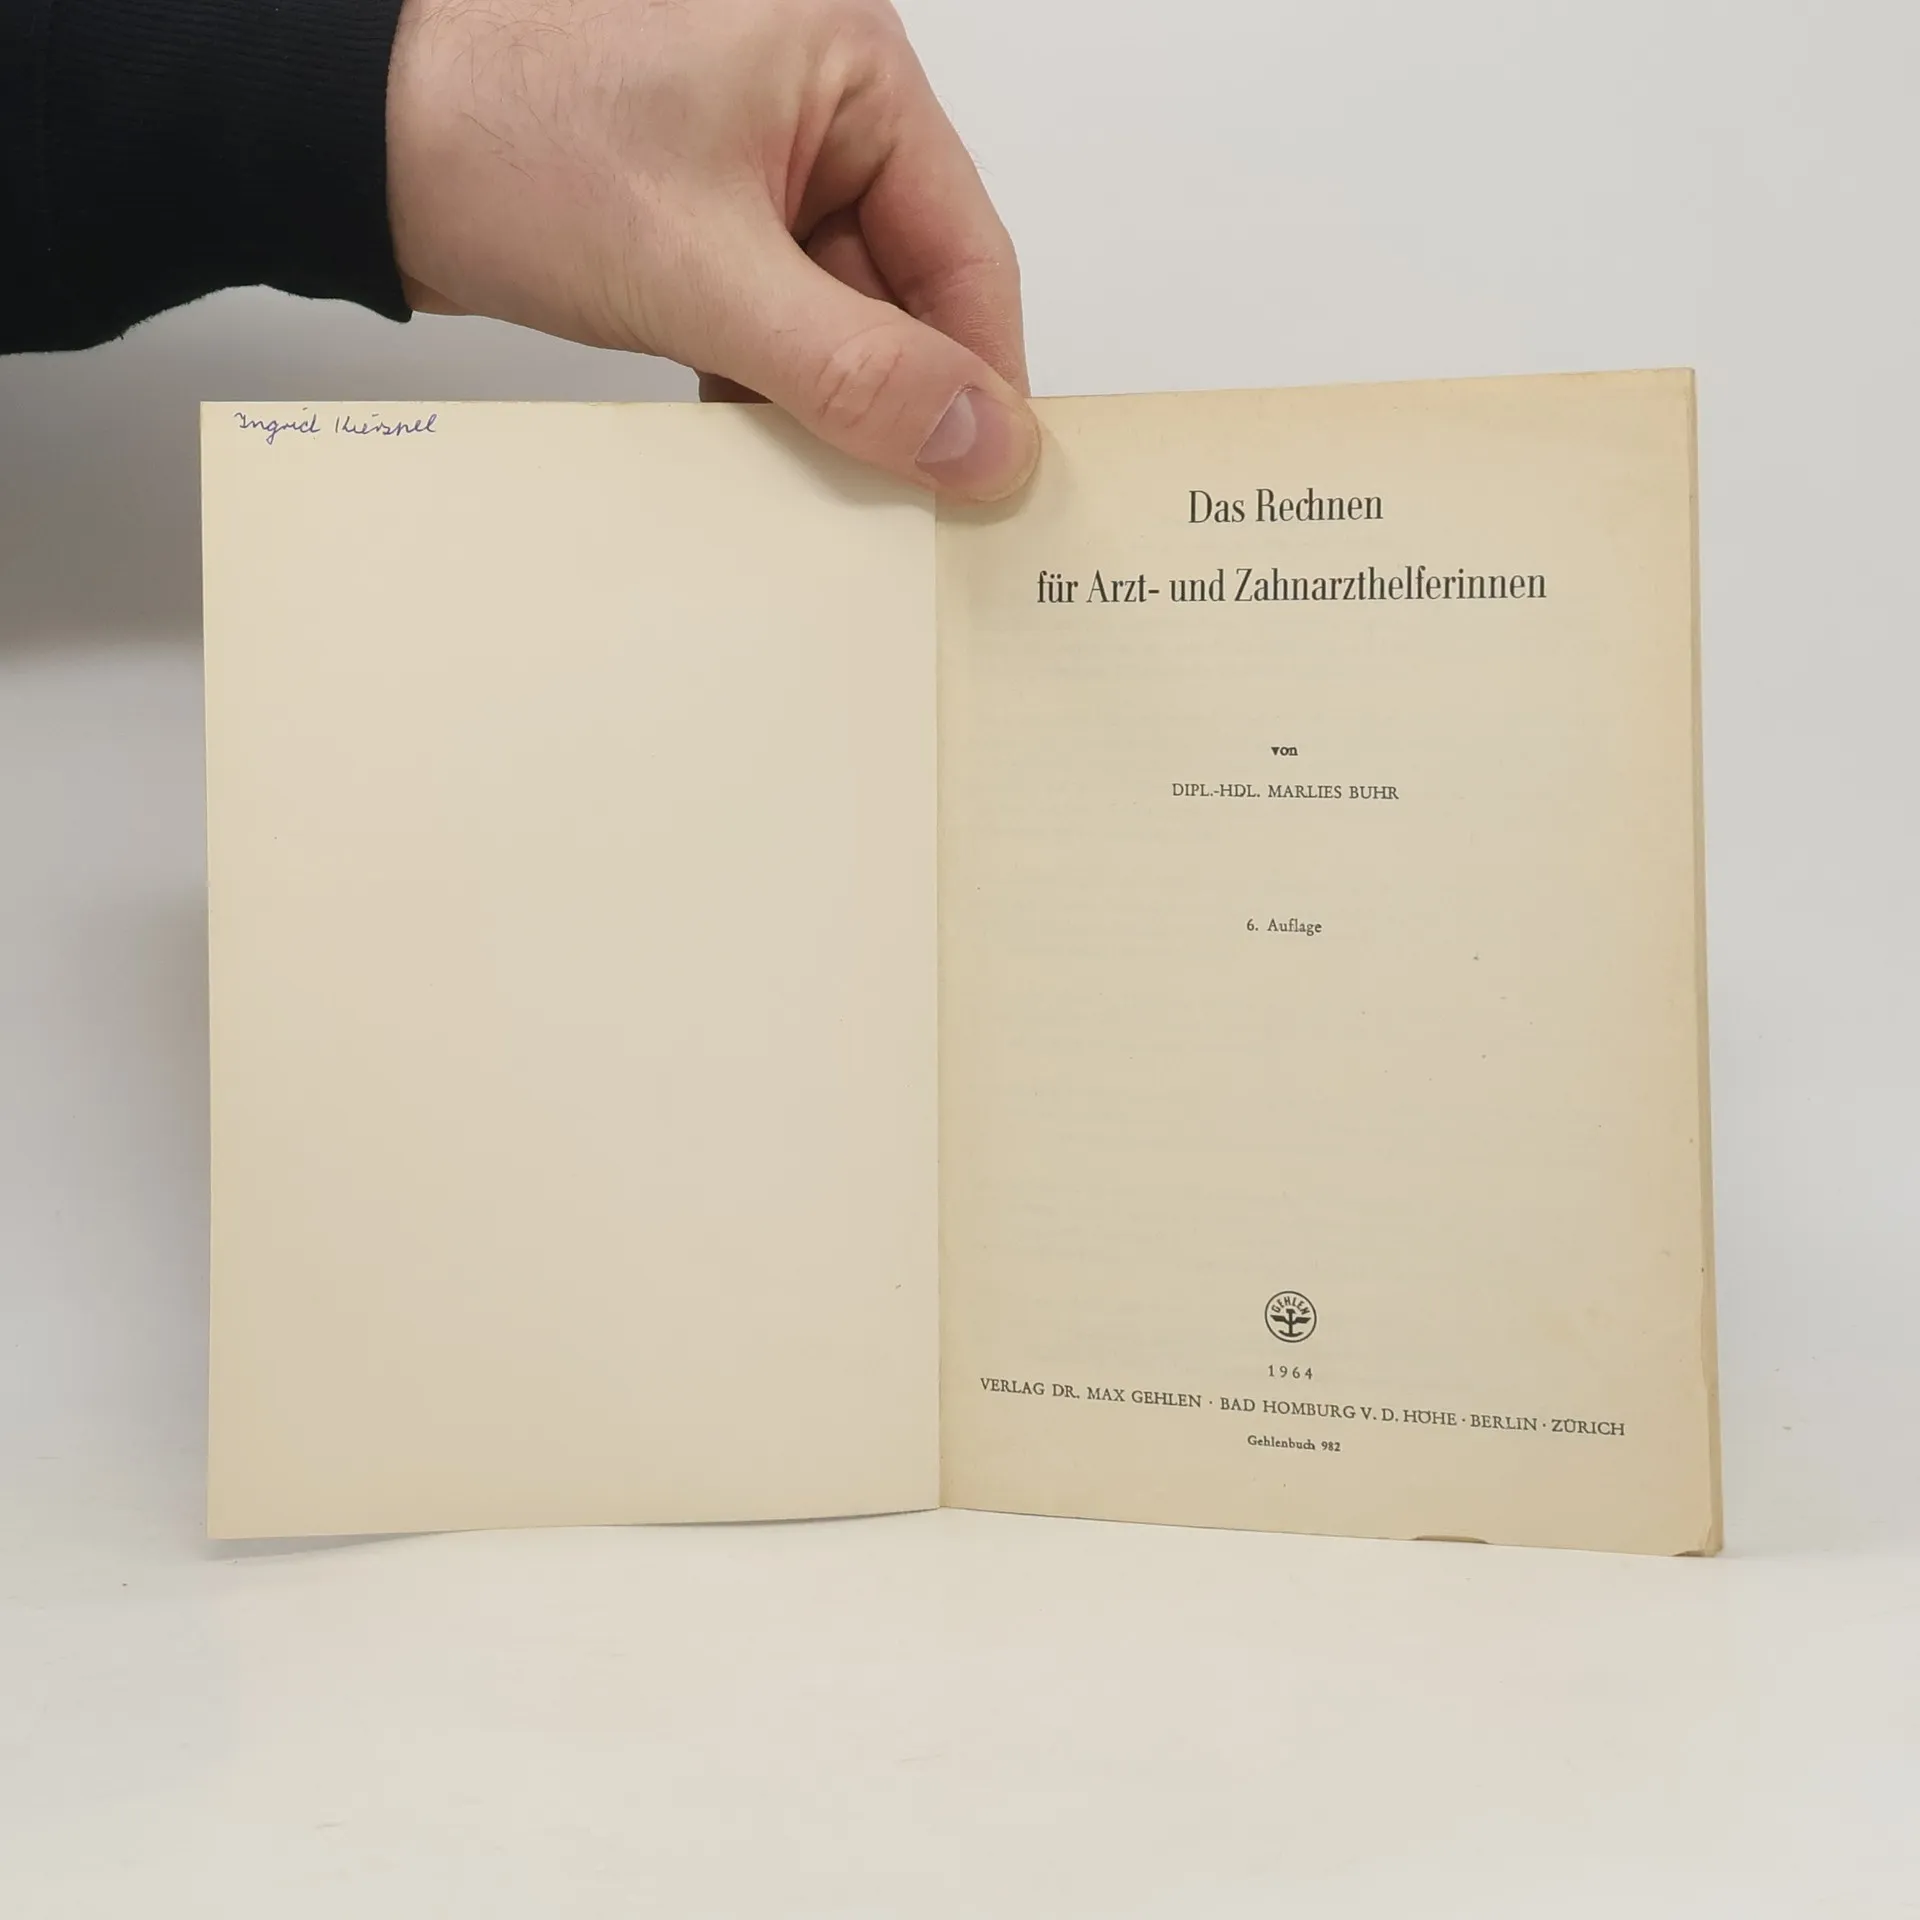 Ingrid Kierspel
Das Rechnen
für Arzt- und Zahnarzthelferinnen
von
DIPL.-HDL. MARLIES BUHR
6. Auflage
GEHLEN
1964
VERLAG DR. MAX GEHLEN · BAD HOMBURG V. D. HÖHE · BERLIN · ZÜRICH
Gehlenbuch 982